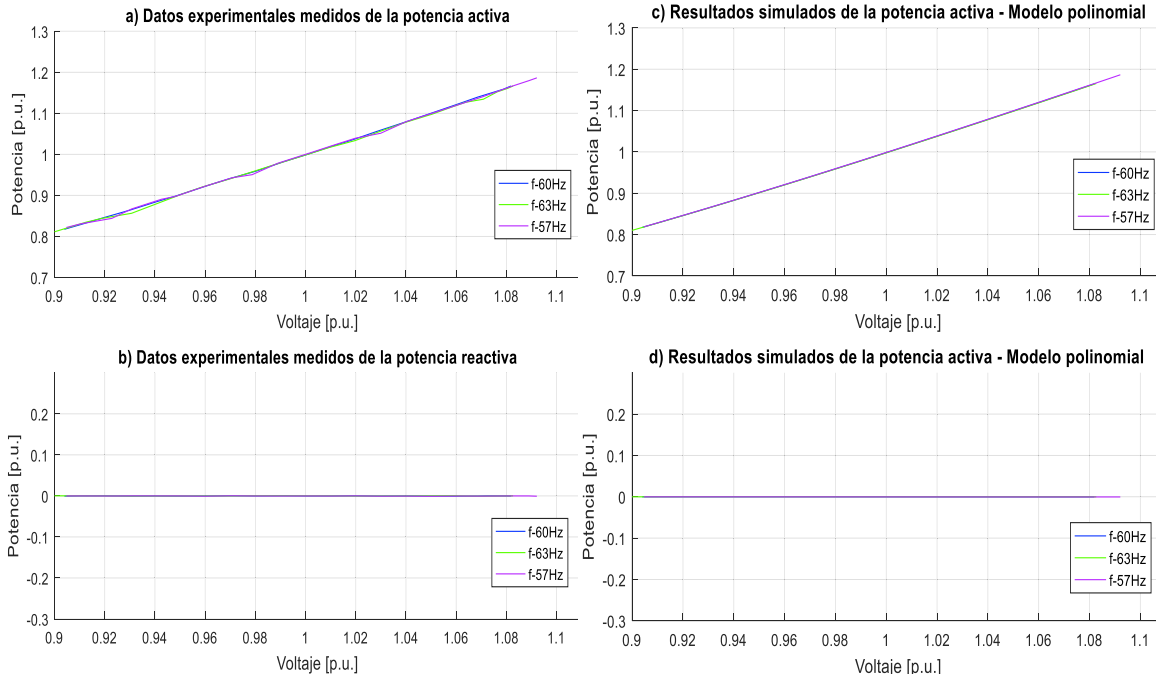 a) Datos experimentales medidos de la potencia activa
1.3
1.2
1.1
1
0.9
0.8
0.7
Potencia [p.u.]
f-60Hz
f-63Hz
f-57Hz
0.9 0.92 0.94 0.96 0.98 1 1.02 1.04 1.06 1.08 1.1
Voltaje [p.u.]
c) Resultados simulados de la potencia activa - Modelo polinomial
1.3
1.2
1.1
1
0.9
0.8
0.7
Potencia [p.u.]
f-60Hz
f-63Hz
f-57Hz
0.9 0.92 0.94 0.96 0.98 1 1.02 1.04 1.06 1.08 1.1
Voltaje [p.u.]
b) Datos experimentales medidos de la potencia reactiva
0.2
0.1
0
-0.1
-0.2
-0.3
Potencia [p.u.]
f-60Hz
f-63Hz
f-57Hz
0.9 0.92 0.94 0.96 0.98 1 1.02 1.04 1.06 1.08 1.1
Voltaje [p.u.]
d) Resultados simulados de la potencia activa - Modelo polinomial
0.2
0.1
0
-0.1
-0.2
-0.3
Potencia [p.u.]
f-60Hz
f-63Hz
f-57Hz
0.9 0.92 0.94 0.96 0.98 1 1.02 1.04 1.06 1.08 1.1
Voltaje [p.u.]